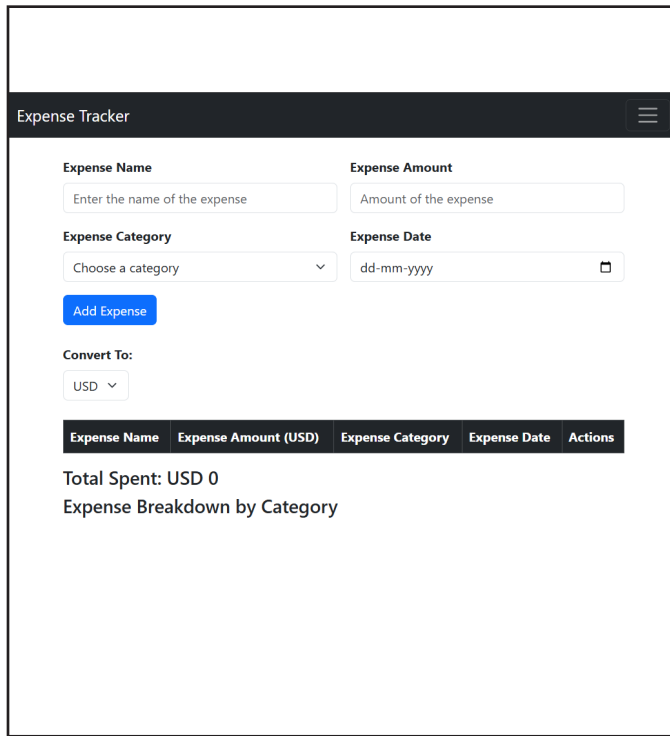 Expense Tracker
Expense Name Expense Amount
Enter the name of the expense Amount of the expense
Expense Category Expense Date
Choose a category dd-mm-yyyy
Add Expense
Convert To:
USD
Expense Name Expense Amount (USD) Expense Category Expense Date Actions
Total Spent: USD 0
Expense Breakdown by Category